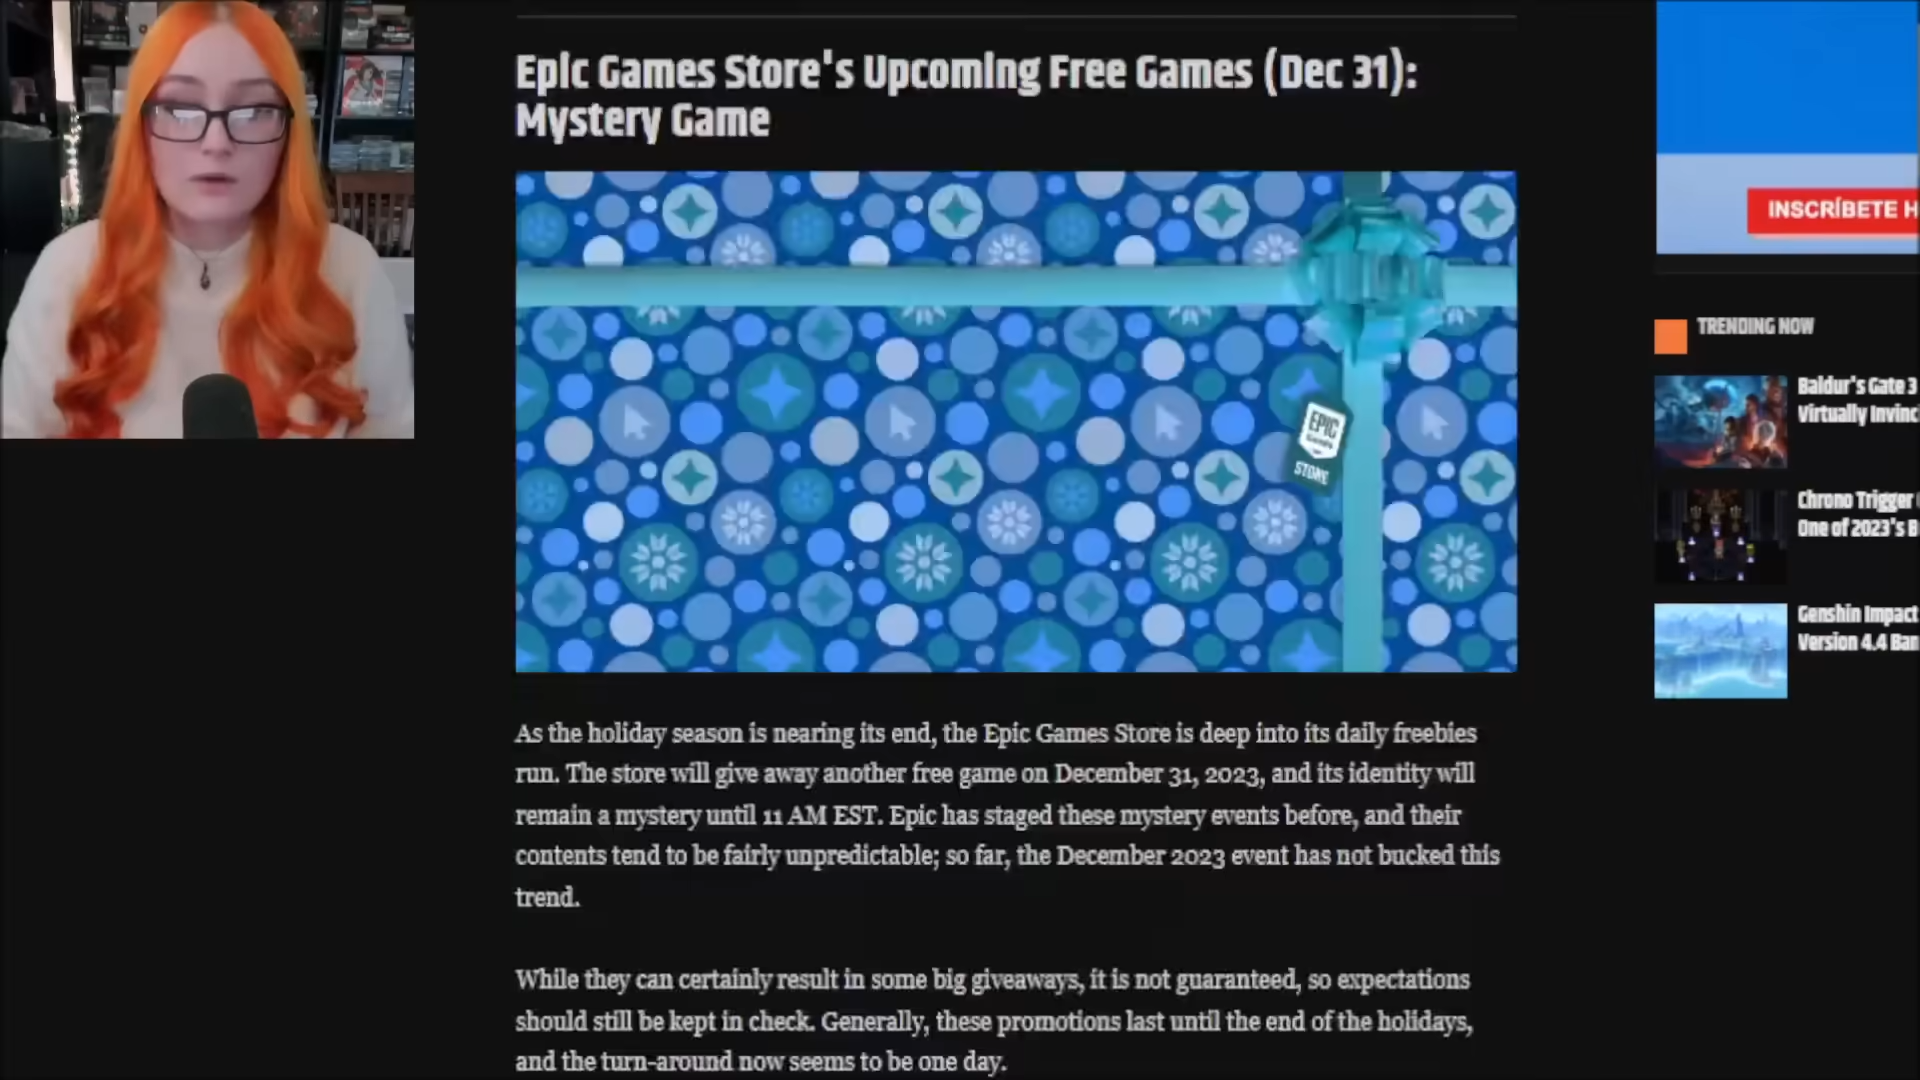 Epic Games Store's Upcoming Free Games (Dec 31):
Mystery Game
EPIC
GAMES
STORE
As the holiday season is nearing its end, the Epic Games Store is deep into its daily freebies
run. The store will give away another free game on December 31, 2023, and its identity will
remain a mystery until 11 AM EST. Epic has staged these mystery events before, and their
contents tend to be fairly unpredictable; so far, the December 2023 event has not bucked this
trend.
While they can certainly result in some big giveaways, it is not guaranteed, so expectations
should still be kept in check. Generally, these promotions last until the end of the holidays,
and the turn-around now seems to be one day.
INSCRÍBETE H
TRENDING NOW
Baldur's Gate 3
Virtually Invinc
Chrono Trigger
One of 2023's B
Genshin Impact
Version 4.4 Ban